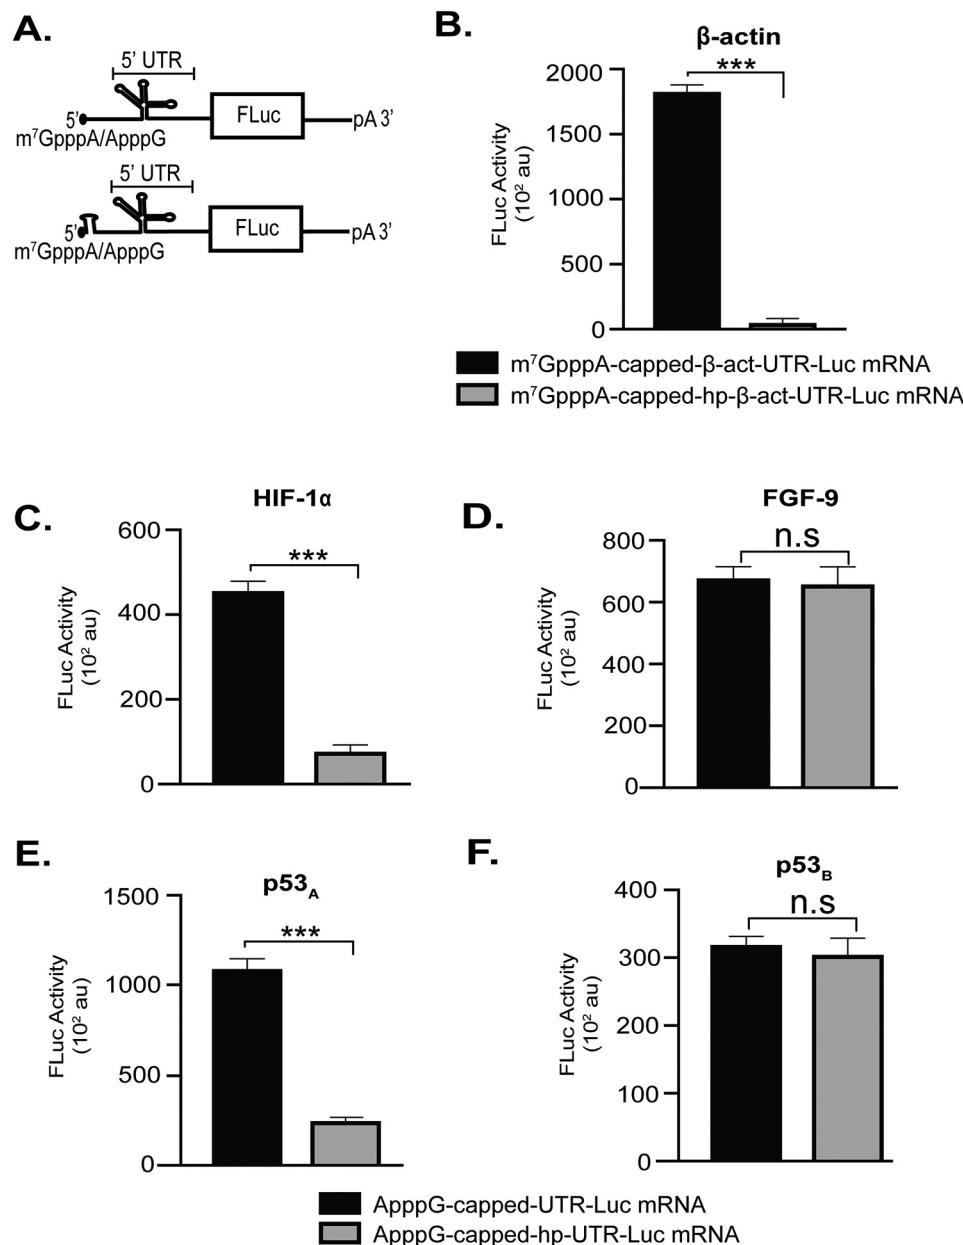 A.
5' UTR
5'
FLuc
pA 3'
m⁷GpppA/ApppG
5' UTR
5'
FLuc
pA 3'
m⁷GpppA/ApppG
B.
β-actin
***
FLuc Activity
(10² au)
2000
1500
1000
500
0
m⁷GpppA-capped-β-act-UTR-Luc mRNA
m⁷GpppA-capped-hp-β-act-UTR-Luc mRNA
C.
HIF-1α
***
FLuc Activity
(10² au)
600
400
200
0
D.
FGF-9
n.s
FLuc Activity
(10² au)
800
600
400
200
0
E.
p53A
***
FLuc Activity
(10² au)
1500
1000
500
0
F.
p53B
n.s
FLuc Activity
(10² au)
400
300
200
100
0
ApppG-capped-UTR-Luc mRNA
ApppG-capped-hp-UTR-Luc mRNA